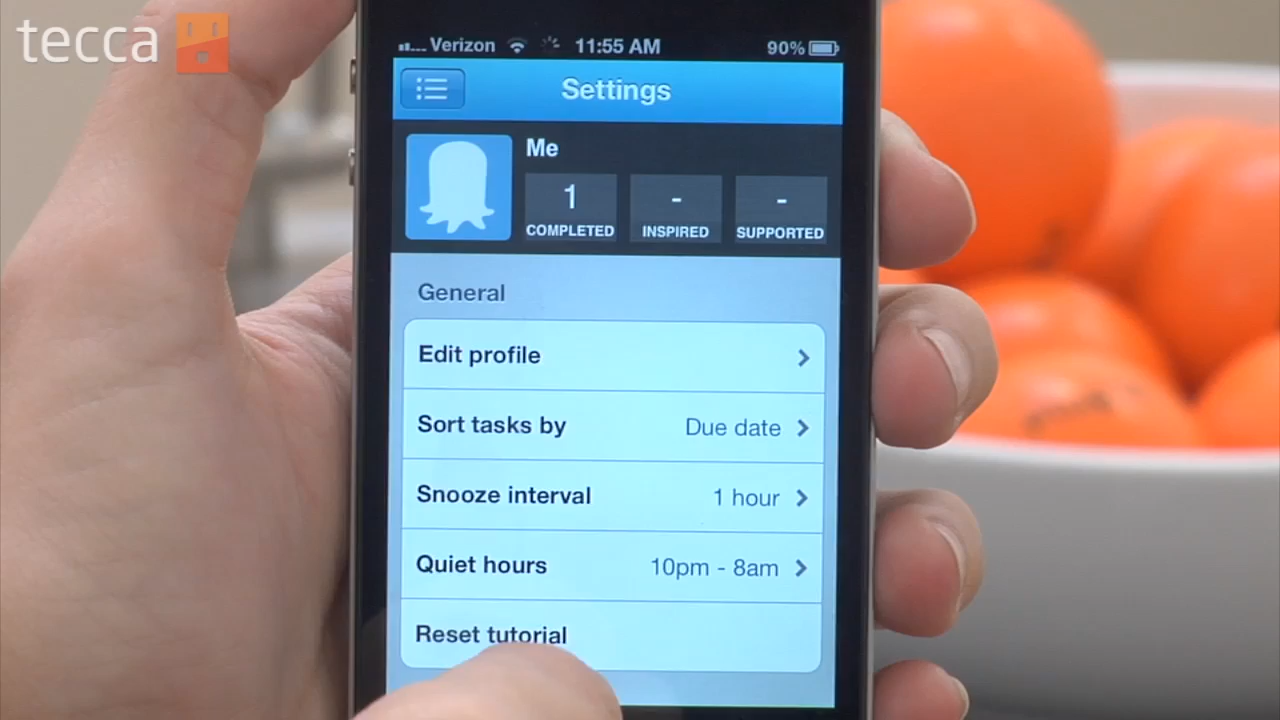 tecca
Verizon 11:55 AM 90%
Settings
Me
1 - -
COMPLETED INSPIRED SUPPORTED
General
Edit profile
Sort tasks by Due date
Snooze interval 1 hour
Quiet hours 10pm - 8am
Reset tutorial